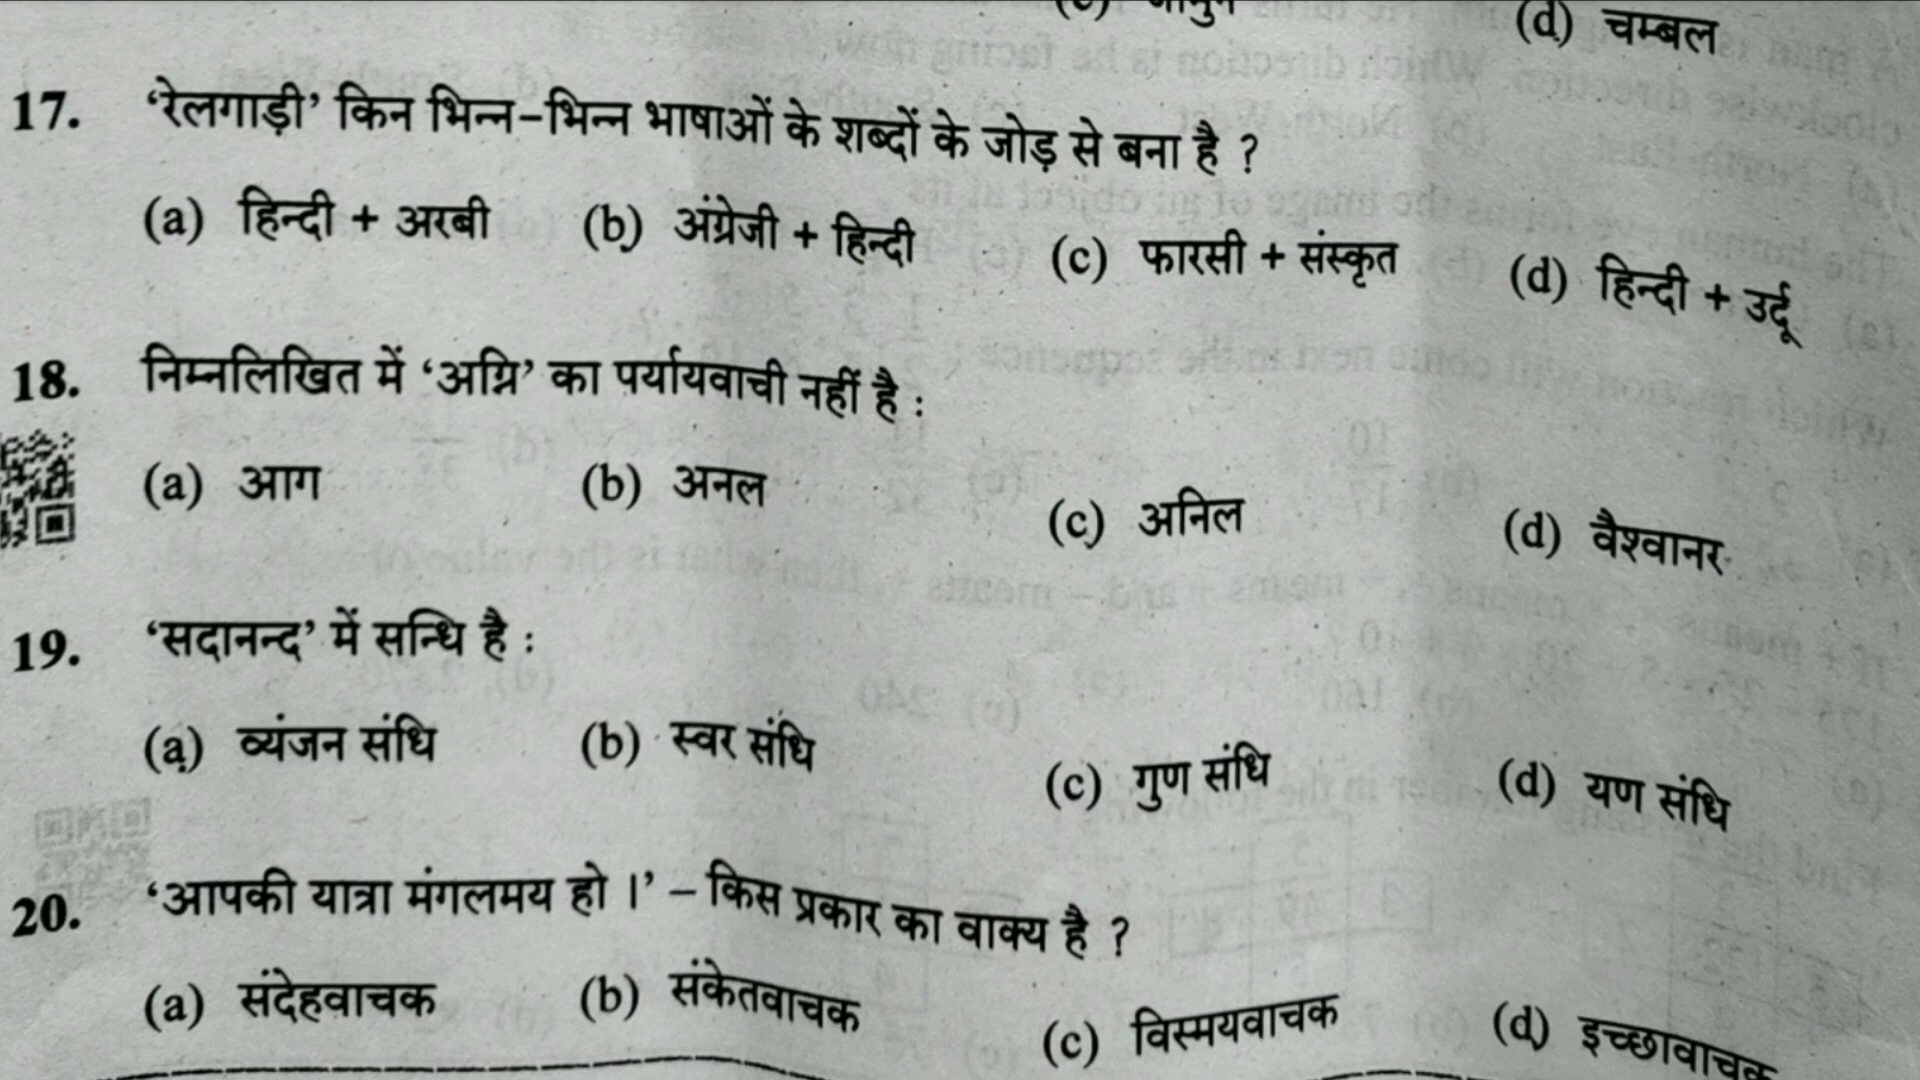 (d) चम्बल
17. ‘रेलगाड़ी’ किन भिन्न-भिन्न भाषाओं के शब्दों के जोड़ से बना है ?
(a) हिन्दी + अरबी (b) अंग्रेजी + हिन्दी (c) फारसी + संस्कृत (d) हिन्दी + उर्दू
18. निम्नलिखित में ‘अग्नि’ का पर्यायवाची नहीं है :
(a) आग (b) अनल (c) अनिल (d) वैश्वानर
19. ‘सदानन्द’ में सन्धि है :
(a) व्यंजन संधि (b) स्वर संधि (c) गुण संधि (d) यण संधि
20. ‘आपकी यात्रा मंगलमय हो ।’ – किस प्रकार का वाक्य है ?
(a) संदेहवाचक (b) संकेतवाचक (c) विस्मयवाचक (d) इच्छावाचक